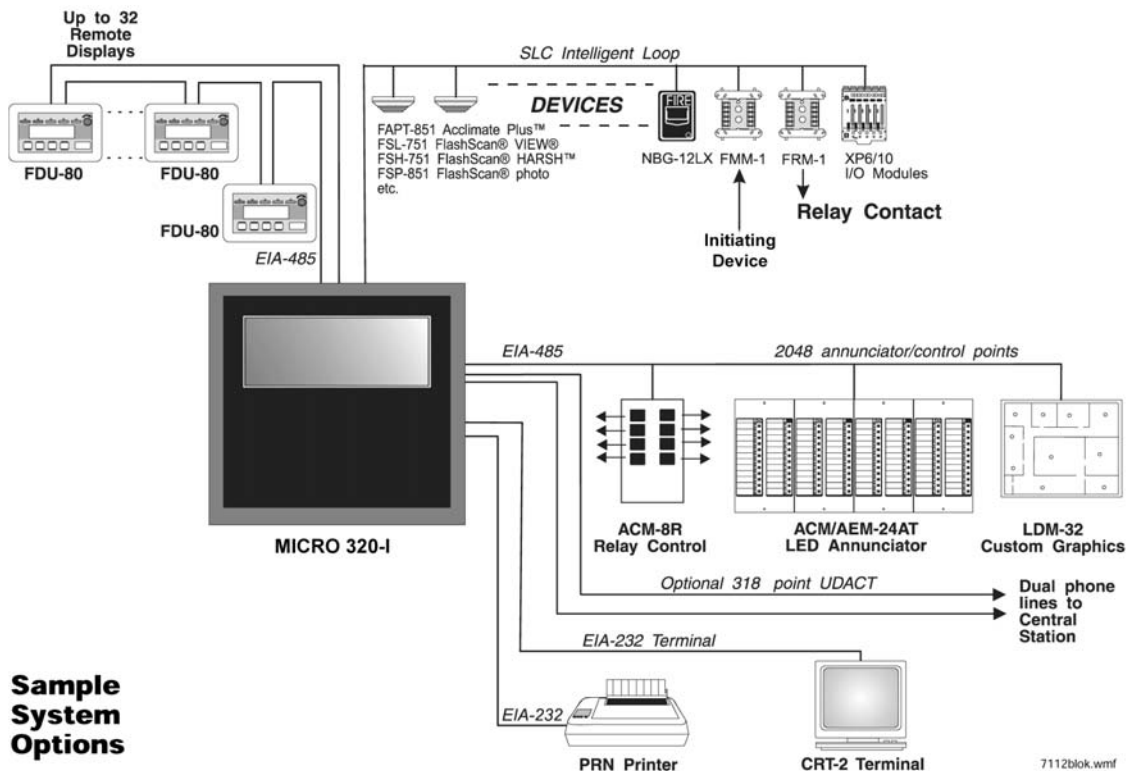 Up to 32
Remote
Displays
SLC Intelligent Loop
DEVICES
FIRE
FAPT-851 Acclimate Plus™
FSL-751 FlashScan® VIEW®
FSH-751 FlashScan® HARSH™
FSP-851 FlashScan® photo
etc.
NBG-12LX
FMM-1
FRM-1
XP6/10
I/O Modules
FDU-80
FDU-80
FDU-80
EIA-485
Relay Contact
Initiating
Device
EIA-485
2048 annunciator/control points
MICRO 320-I
ACM-8R
Relay Control
ACM/AEM-24AT
LED Annunciator
LDM-32
Custom Graphics
Optional 318 point UDACT
Dual phone
lines to
Central
Station
EIA-232 Terminal
EIA-232
PRN Printer
CRT-2 Terminal
Sample
System
Options
7112blok.wmf